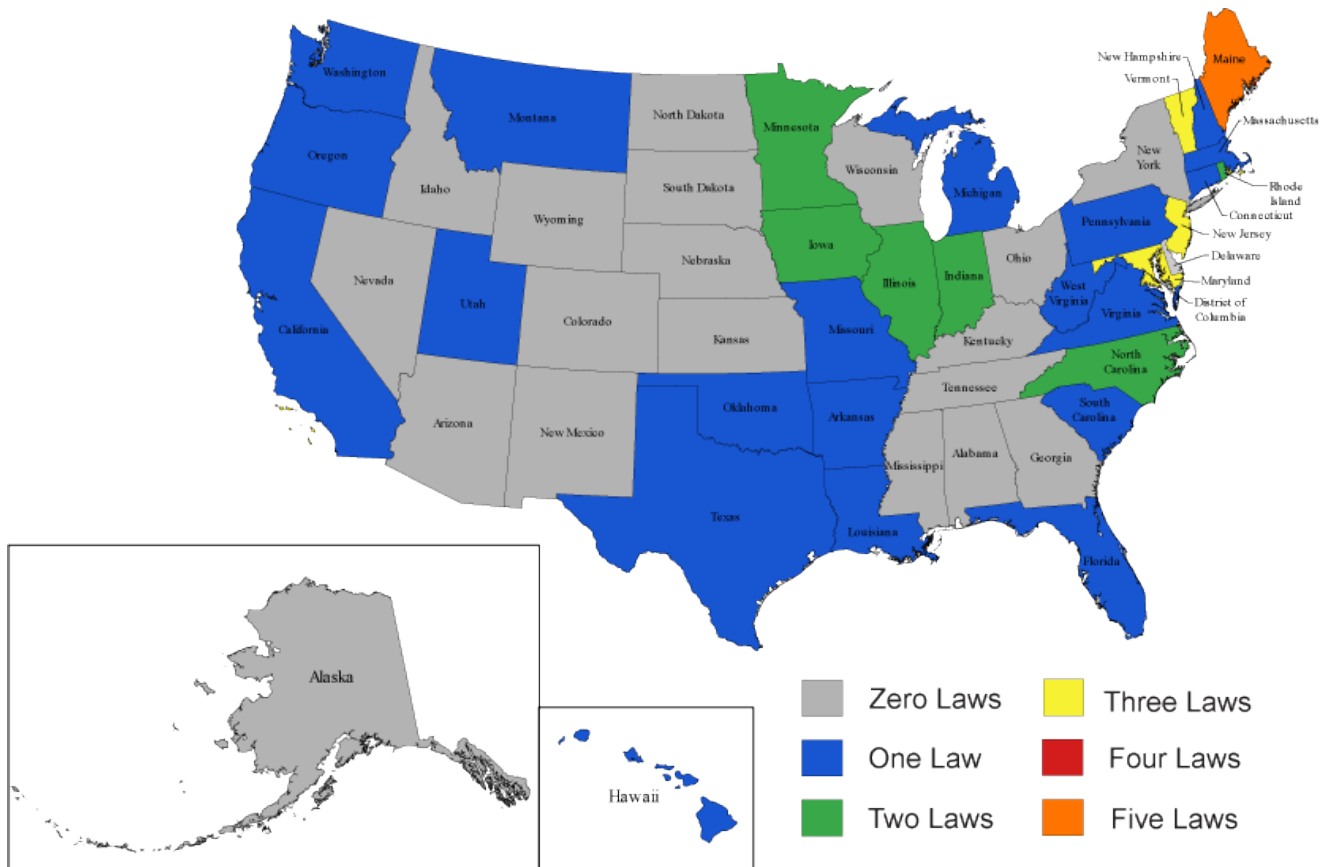 Maine
New Hampshire
Vermont
Washington
Montana
North Dakota
Minnesota
Massachusetts
Oregon
Idaho
South Dakota
Wisconsin
Michigan
New
York
Rhode
Island
Connecticut
Wyoming
Pennsylvania
New Jersey
Iowa
Nebraska
Ohio
Delaware
Nevada
Utah
Illinois
Indiana
West
Virginia
Maryland
District of
Columbia
California
Colorado
Kansas
Missouri
Virginia
Kentucky
North
Carolina
Tennessee
Oklahoma
Arkansas
South
Carolina
Arizona
New Mexico
Mississippi
Alabama
Georgia
Texas
Louisiana
Florida
Alaska
Hawaii
Zero Laws
Three Laws
One Law
Four Laws
Two Laws
Five Laws